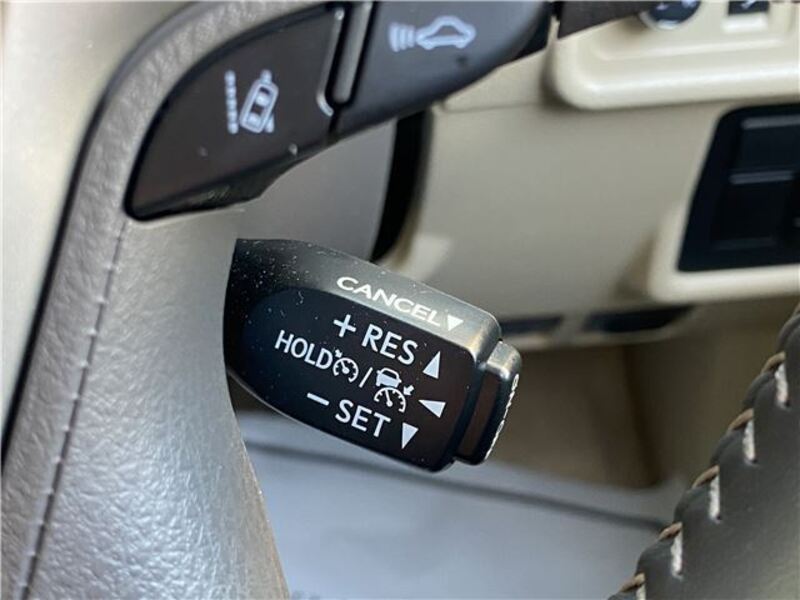 CANCEL▼
+ RES ▲
HOLD / ◀
− SET ▼